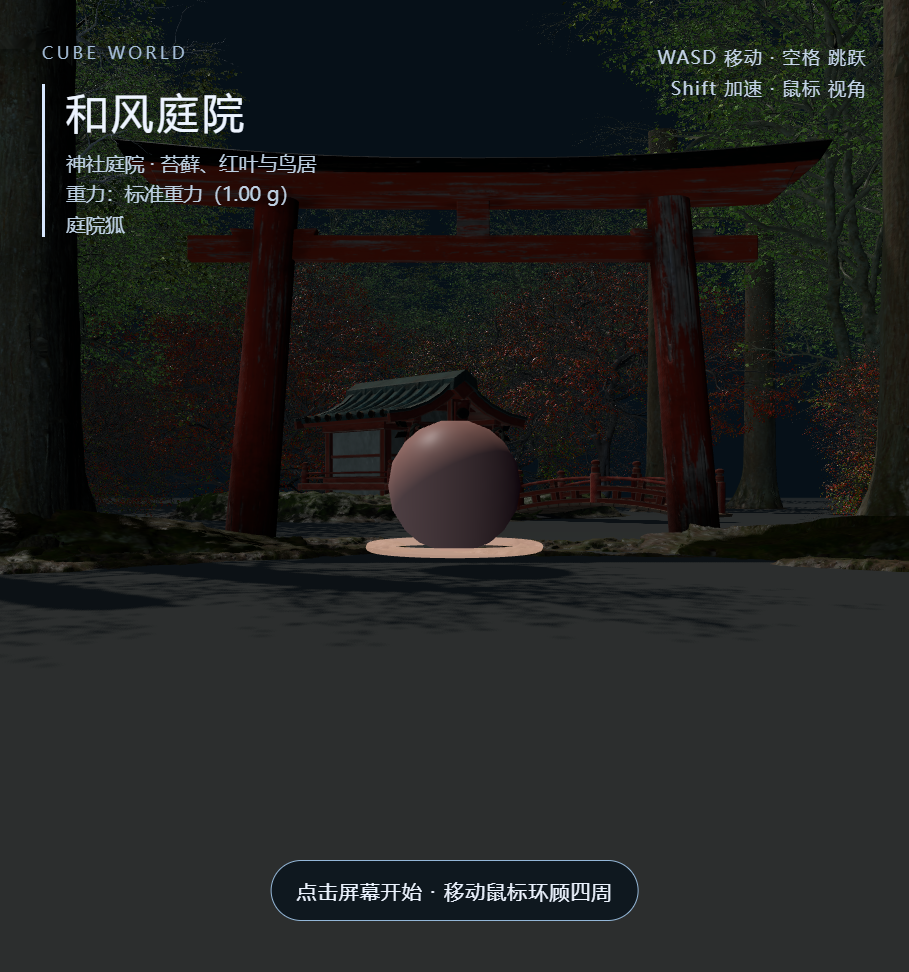 CUBE WORLD
和风庭院
神社庭院 · 苔藓、红叶与鸟居
重力：标准重力（1.00 g）
庭院狐
WASD 移动 · 空格 跳跃
Shift 加速 · 鼠标 视角
点击屏幕开始 · 移动鼠标环顾四周